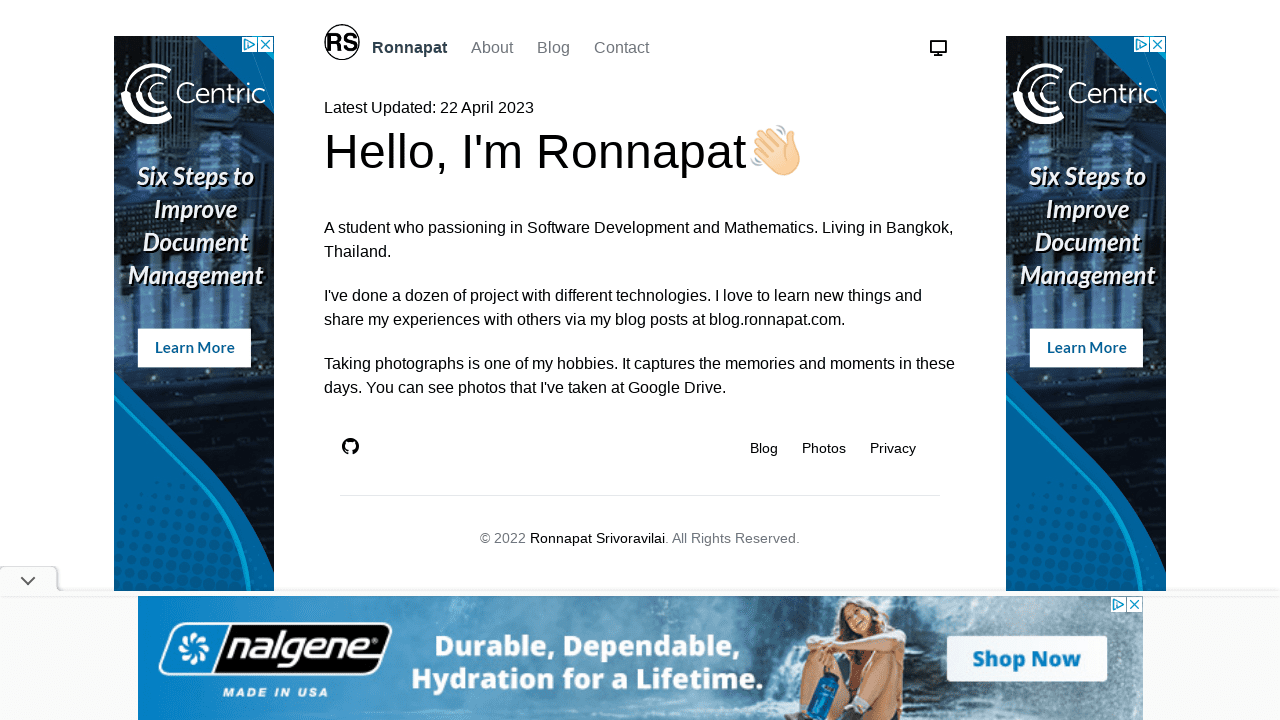 RS
Ronnapat
About
Blog
Contact
Latest Updated: 22 April 2023
Hello, I'm Ronnapat👋🏻
A student who passioning in Software Development and Mathematics. Living in Bangkok,
Thailand.
I've done a dozen of project with different technologies. I love to learn new things and
share my experiences with others via my blog posts at blog.ronnapat.com.
Taking photographs is one of my hobbies. It captures the memories and moments in these
days. You can see photos that I've taken at Google Drive.
Blog
Photos
Privacy
© 2022 Ronnapat Srivoravilai. All Rights Reserved.
Centric
Six Steps to
Improve
Document
Management
Learn More
Centric
Six Steps to
Improve
Document
Management
Learn More
nalgene®
MADE IN USA
Durable, Dependable,
Hydration for a Lifetime.
Shop Now